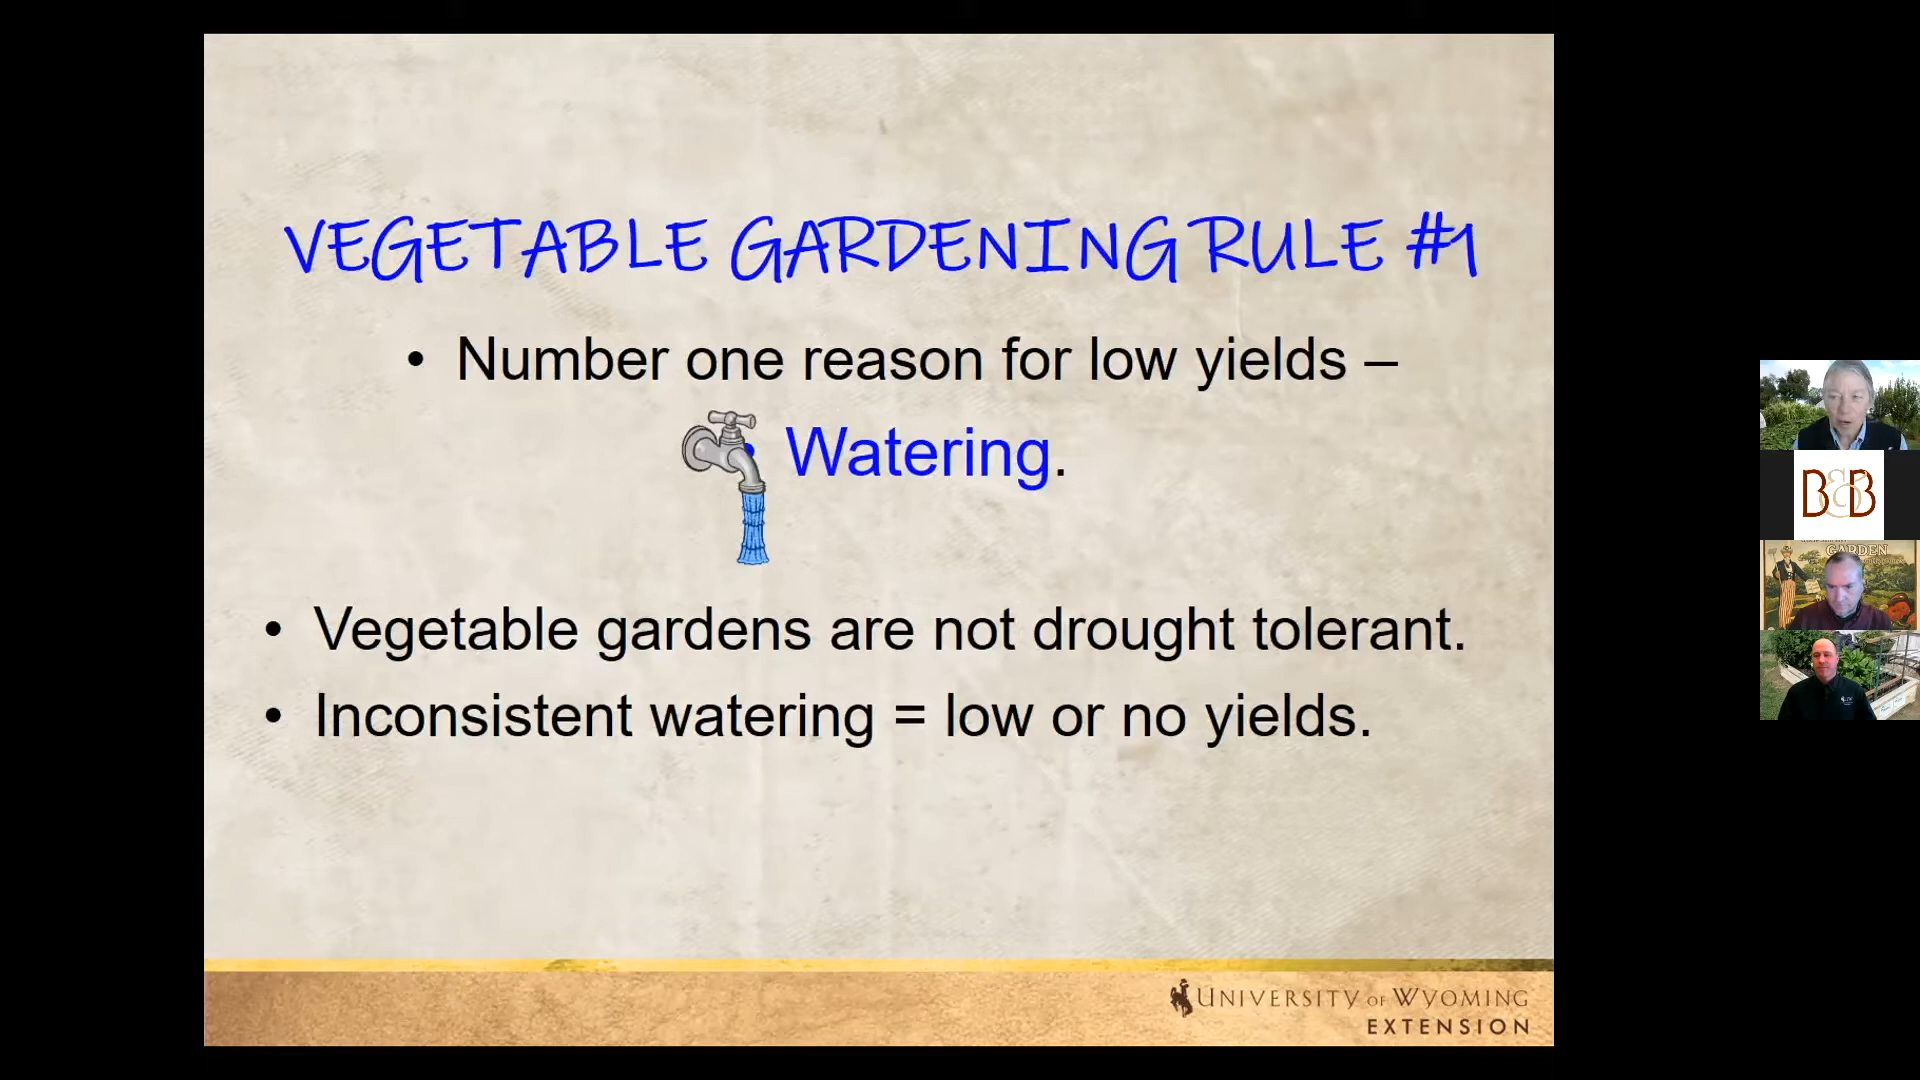 VEGETABLE GARDENING RULE #1
• Number one reason for low yields –
• Watering.
• Vegetable gardens are not drought tolerant.
• Inconsistent watering = low or no yields.
UNIVERSITY OF WYOMING
EXTENSION
B&B
GARDEN